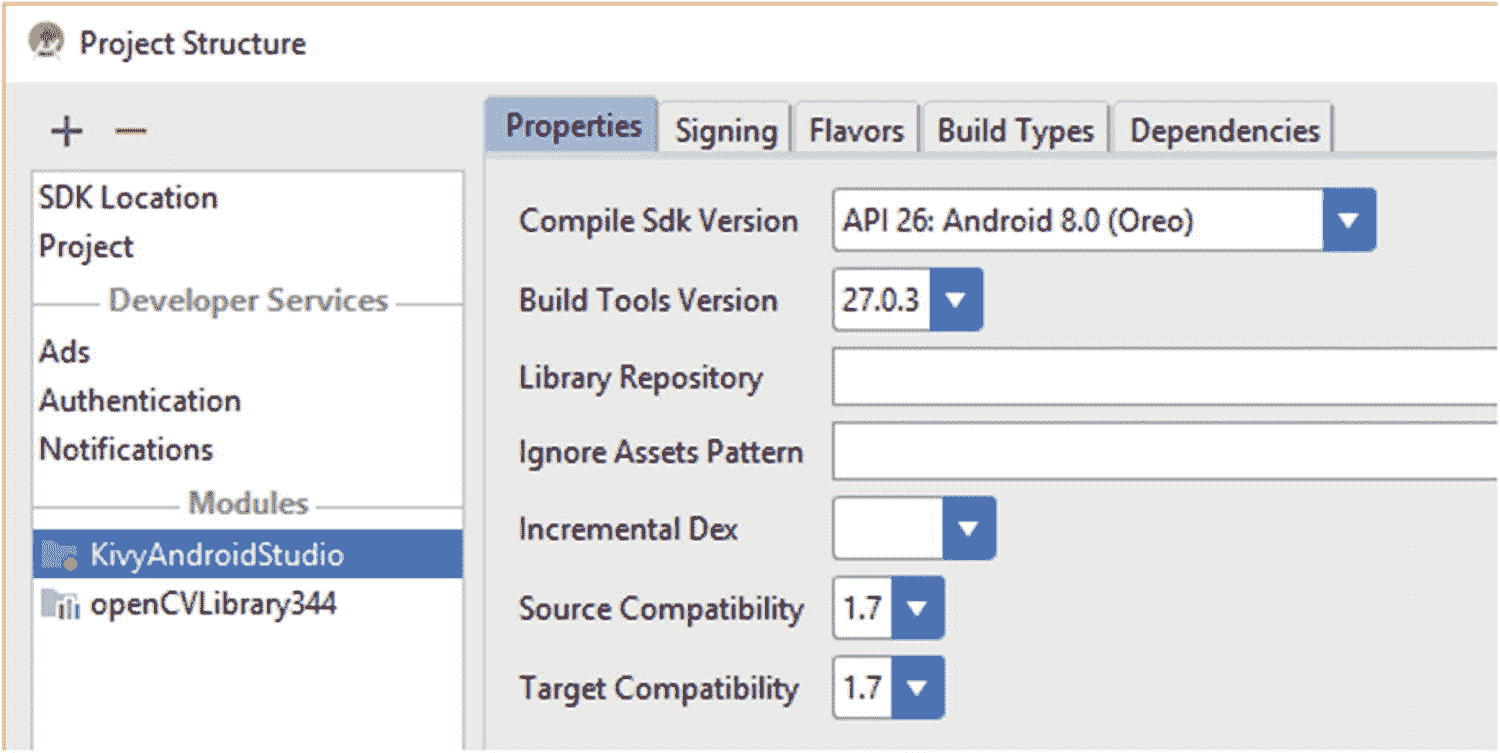 Project Structure
SDK Location
Project
Developer Services
Ads
Authentication
Notifications
Modules
KivyAndroidStudio
openCVLibrary344
Properties Signing Flavors Build Types Dependencies
Compile Sdk Version API 26: Android 8.0 (Oreo)
Build Tools Version 27.0.3
Library Repository
Ignore Assets Pattern
Incremental Dex
Source Compatibility 1.7
Target Compatibility 1.7